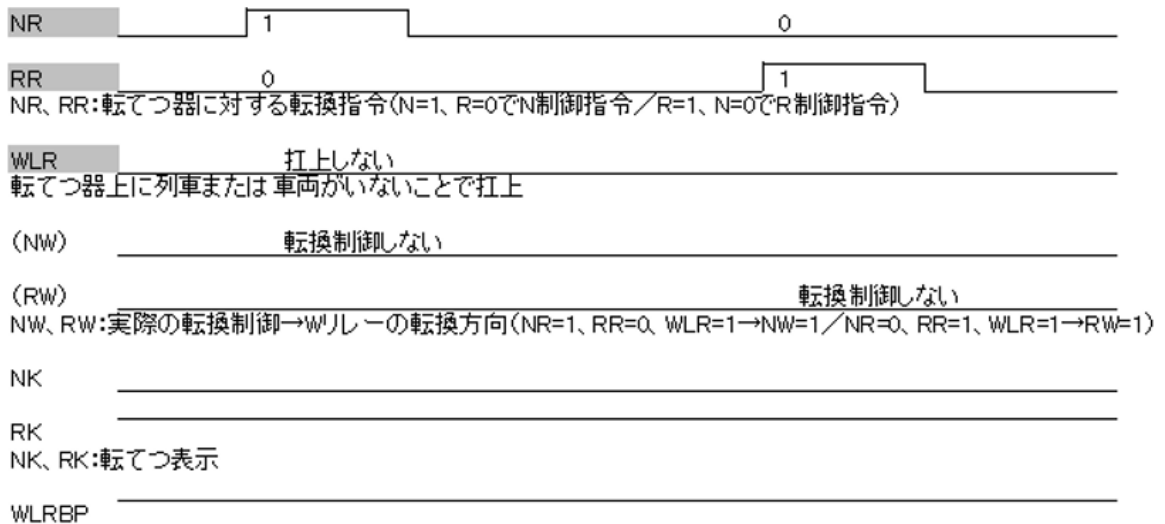 NR 1 0
RR 0 1
NR、RR:転てつ器に対する転換指令(N=1、R=0でN制御指令／R=1、N=0でR制御指令)
WLR 扛上しない
転てつ器上に列車または車両がいないことで扛上
(NW) 転換制御しない
(RW) 転換制御しない
NW、RW:実際の転換制御→Wリレーの転換方向(NR=1、RR=0、WLR=1→NW=1／NR=0、RR=1、WLR=1→RW=1)
NK
RK
NK、RK:転てつ表示
WLRBP